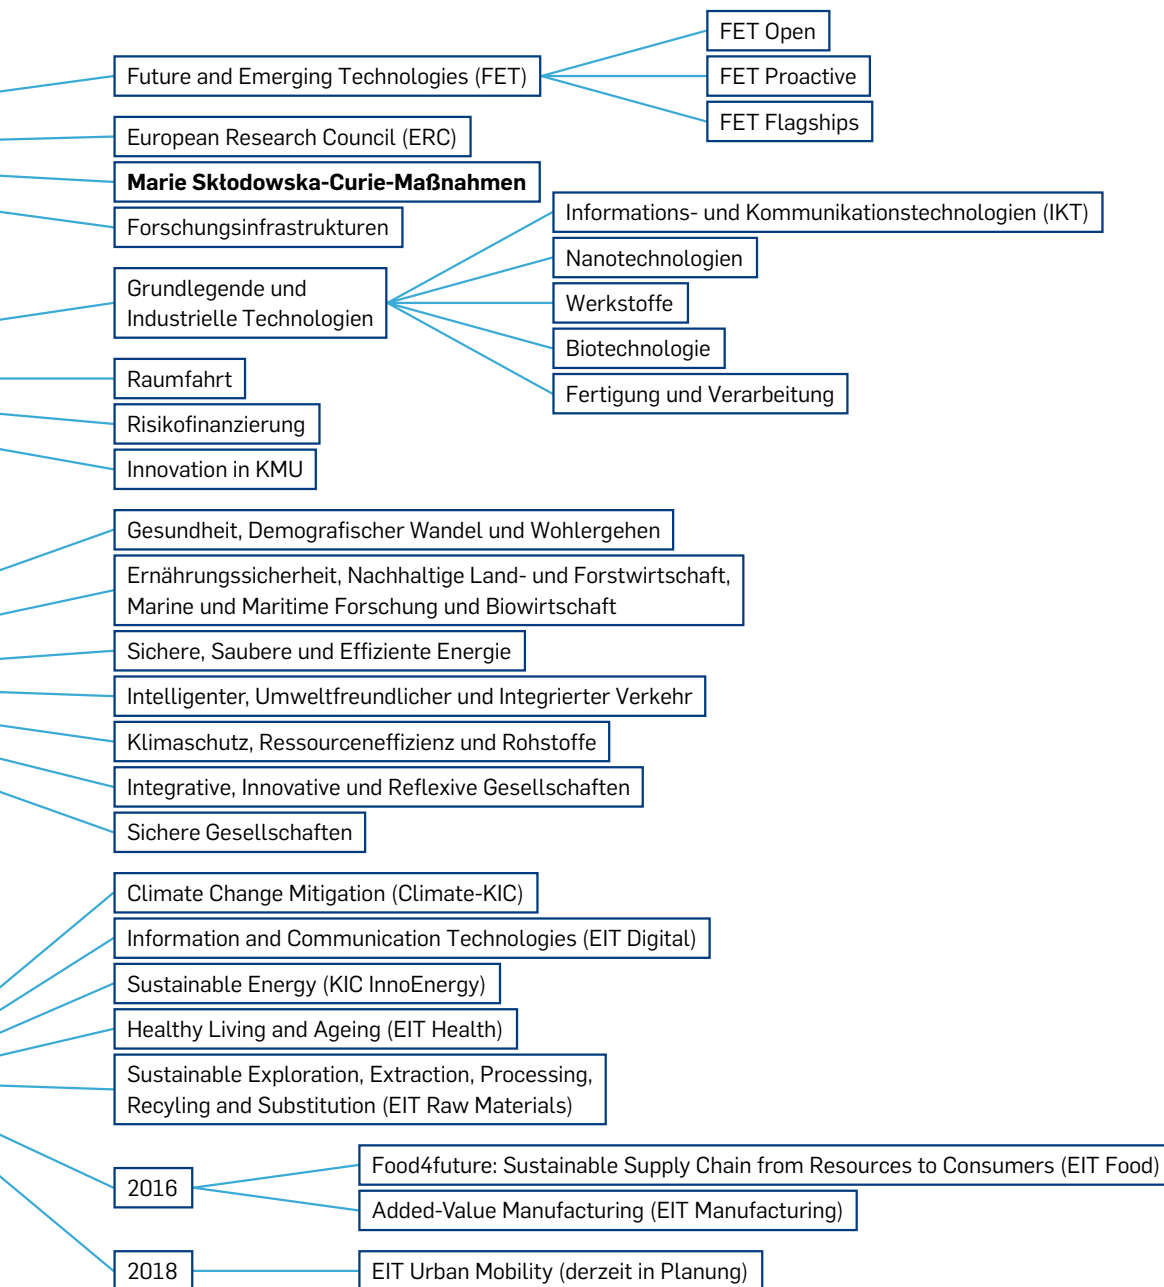 FET Open
Future and Emerging Technologies (FET)
FET Proactive
FET Flagships
European Research Council (ERC)
Marie Skłodowska-Curie-Maßnahmen
Forschungsinfrastrukturen
Informations- und Kommunikationstechnologien (IKT)
Nanotechnologien
Grundlegende und
Industrielle Technologien
Werkstoffe
Biotechnologie
Fertigung und Verarbeitung
Raumfahrt
Risikofinanzierung
Innovation in KMU
Gesundheit, Demografischer Wandel und Wohlergehen
Ernährungssicherheit, Nachhaltige Land- und Forstwirtschaft,
Marine und Maritime Forschung und Biowirtschaft
Sichere, Saubere und Effiziente Energie
Intelligenter, Umweltfreundlicher und Integrierter Verkehr
Klimaschutz, Ressourceneffizienz und Rohstoffe
Integrative, Innovative und Reflexive Gesellschaften
Sichere Gesellschaften
Climate Change Mitigation (Climate-KIC)
Information and Communication Technologies (EIT Digital)
Sustainable Energy (KIC InnoEnergy)
Healthy Living and Ageing (EIT Health)
Sustainable Exploration, Extraction, Processing,
Recyling and Substitution (EIT Raw Materials)
2016
Food4future: Sustainable Supply Chain from Resources to Consumers (EIT Food)
Added-Value Manufacturing (EIT Manufacturing)
2018
EIT Urban Mobility (derzeit in Planung)